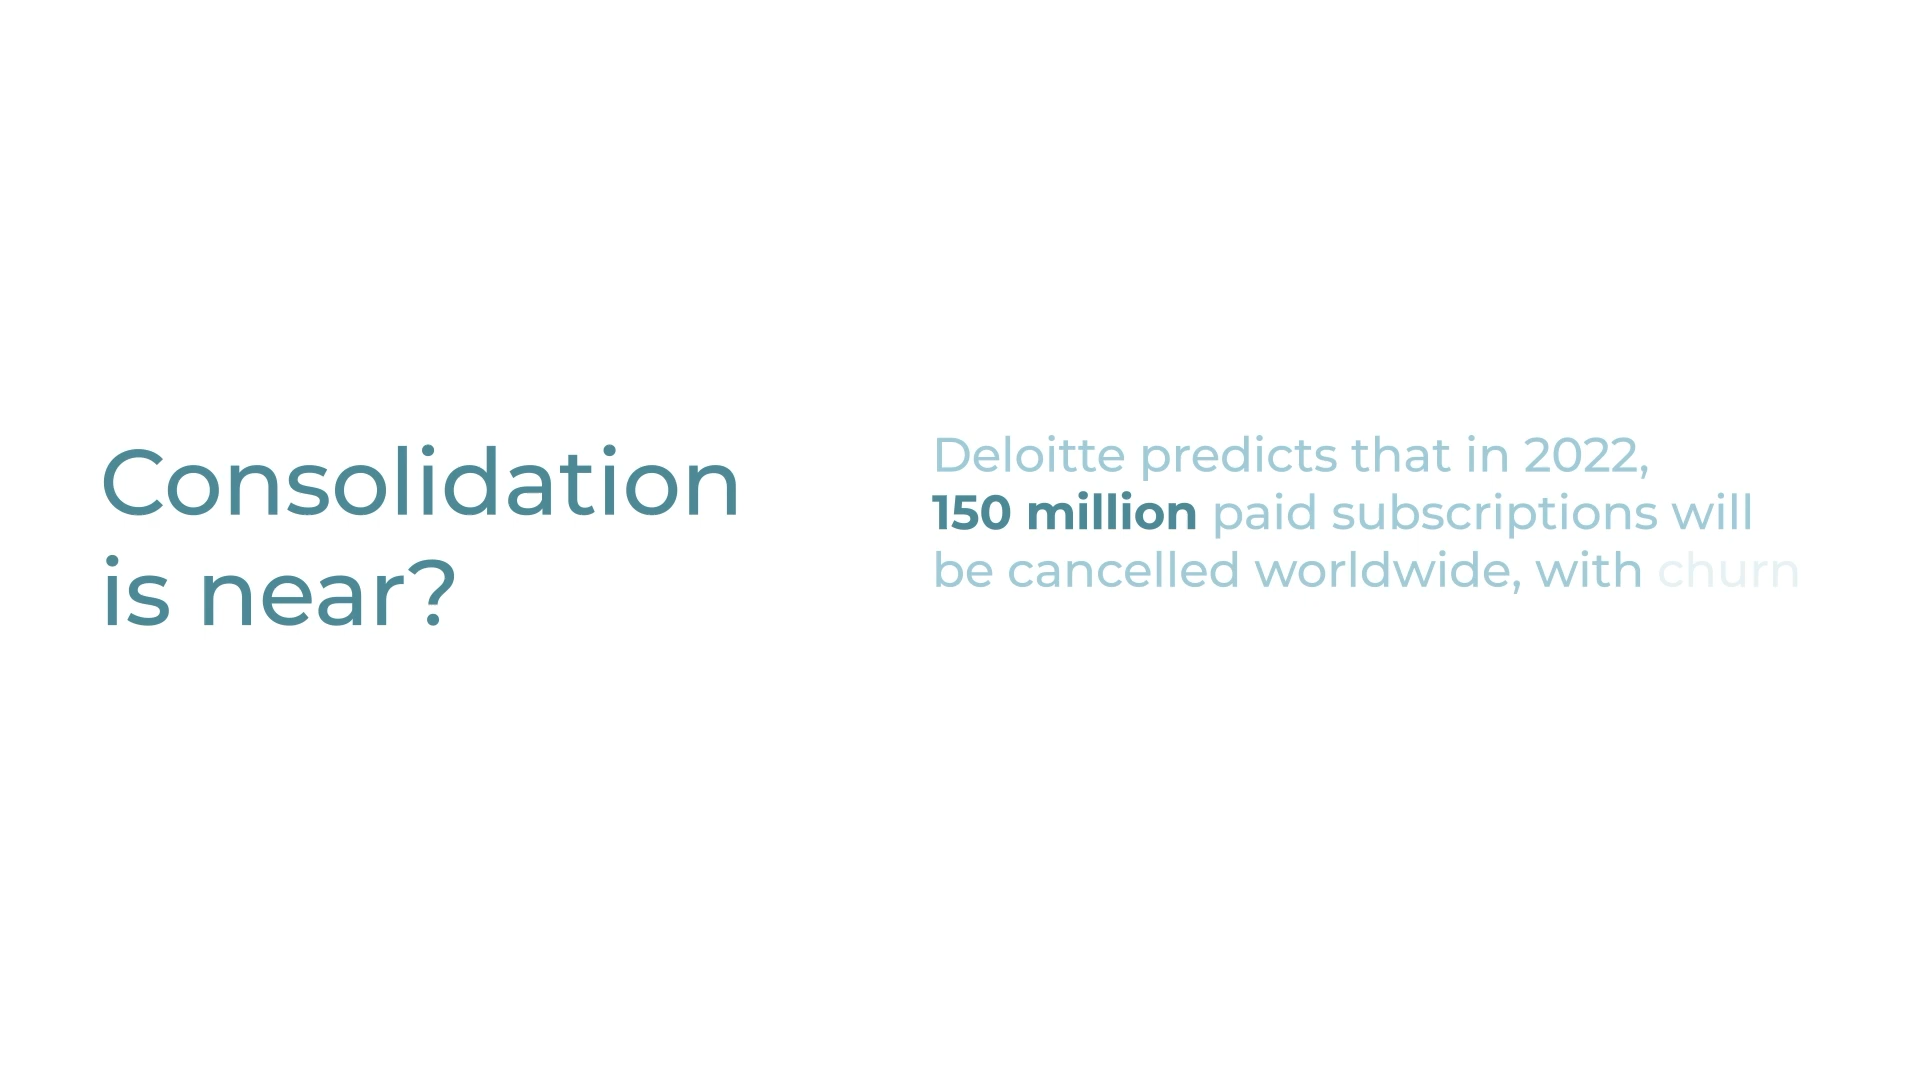 Consolidation
is near?
Deloitte predicts that in 2022,
150 million paid subscriptions will
be cancelled worldwide, with churn